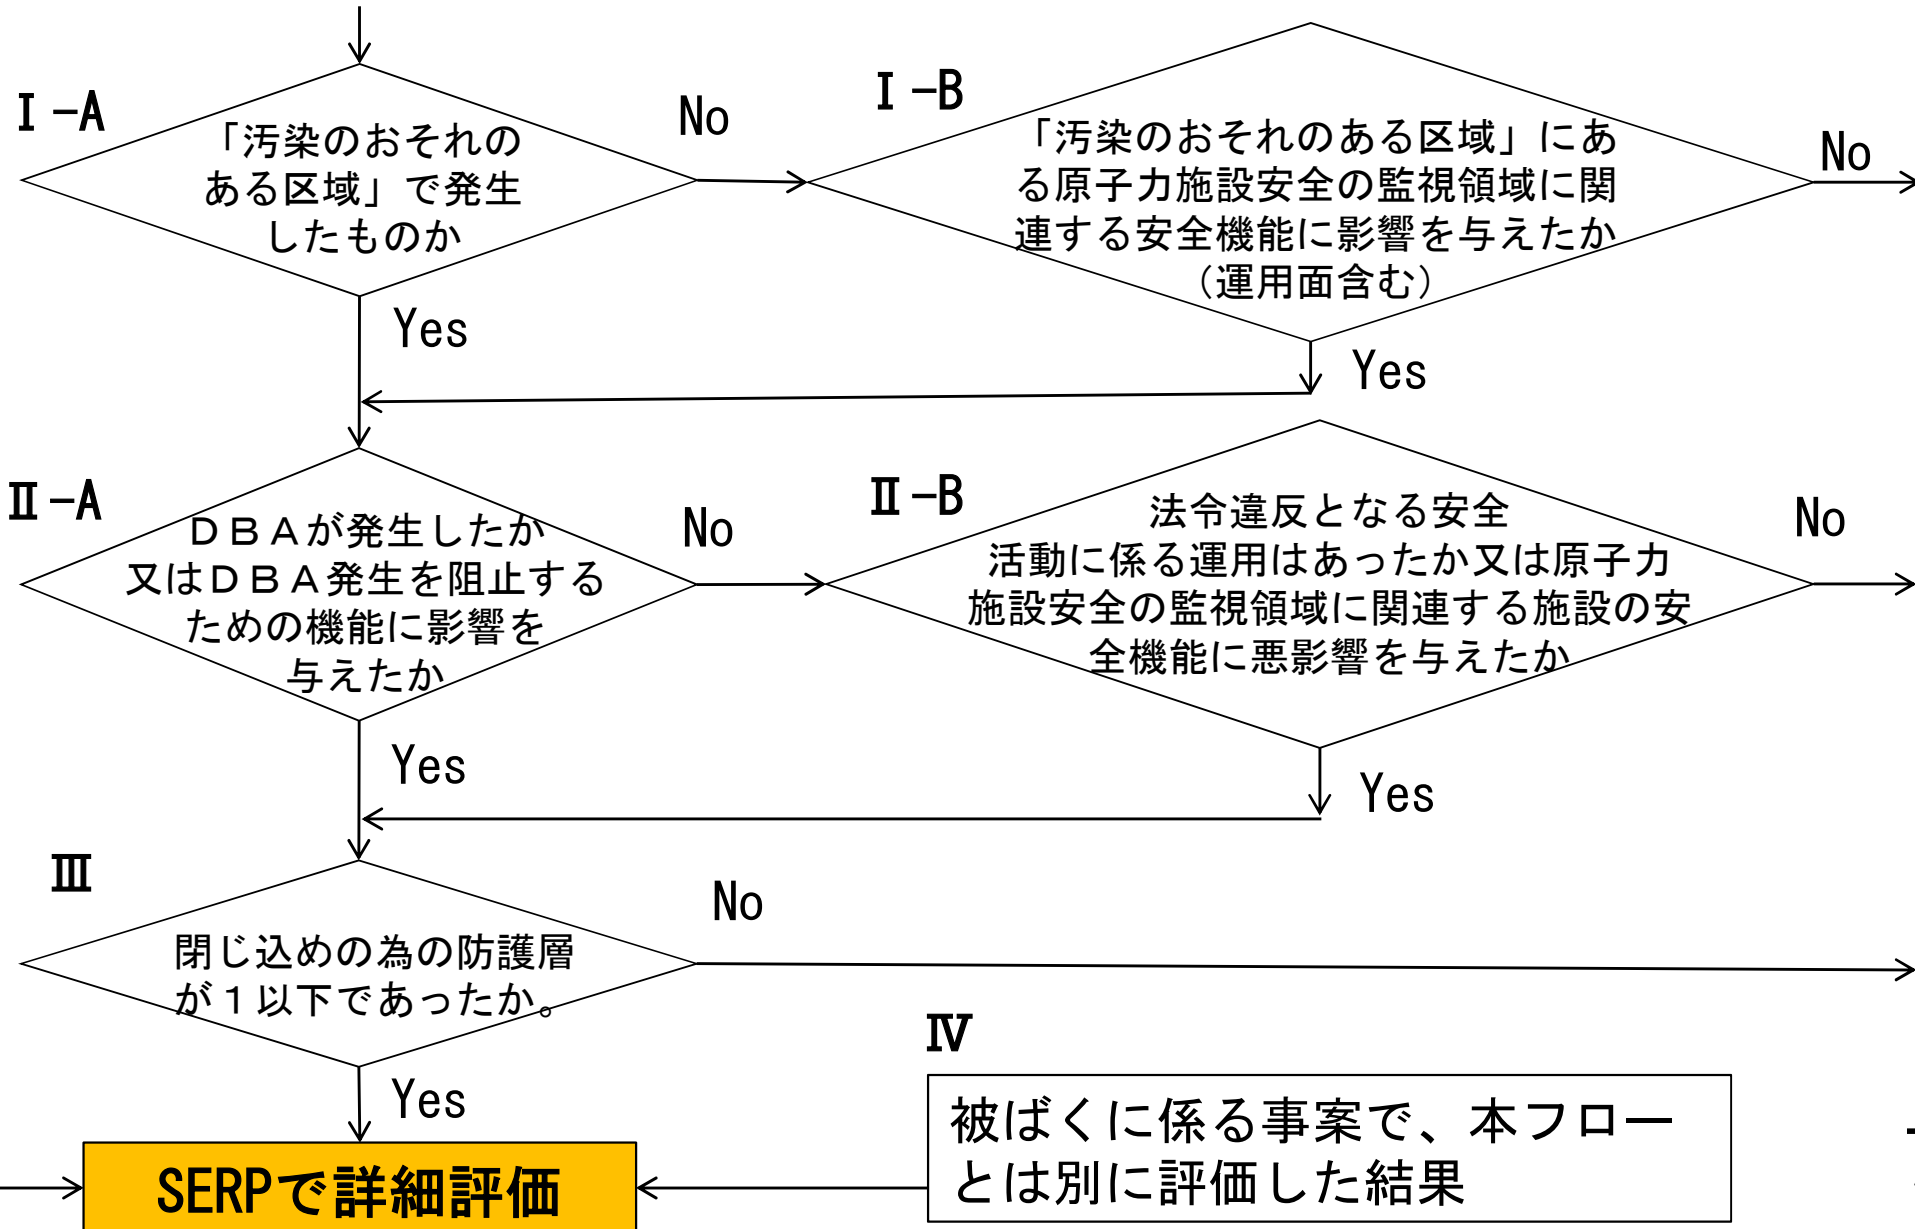 Ⅰ-A
「汚染のおそれの
ある区域」で発生
したものか
No
Ⅰ-B
「汚染のおそれのある区域」にあ
る原子力施設安全の監視領域に関
連する安全機能に影響を与えたか
（運用面含む）
No
Yes
Yes
Ⅱ-A
ＤＢＡが発生したか
又はＤＢＡ発生を阻止する
ための機能に影響を
与えたか
No
Ⅱ-B
法令違反となる安全
活動に係る運用はあったか又は原子力
施設安全の監視領域に関連する施設の安
全機能に悪影響を与えたか
No
Yes
Yes
Ⅲ
閉じ込めの為の防護層
が１以下であったか。
No
Yes
Ⅳ
被ばくに係る事案で、本フロー
とは別に評価した結果
SERPで詳細評価